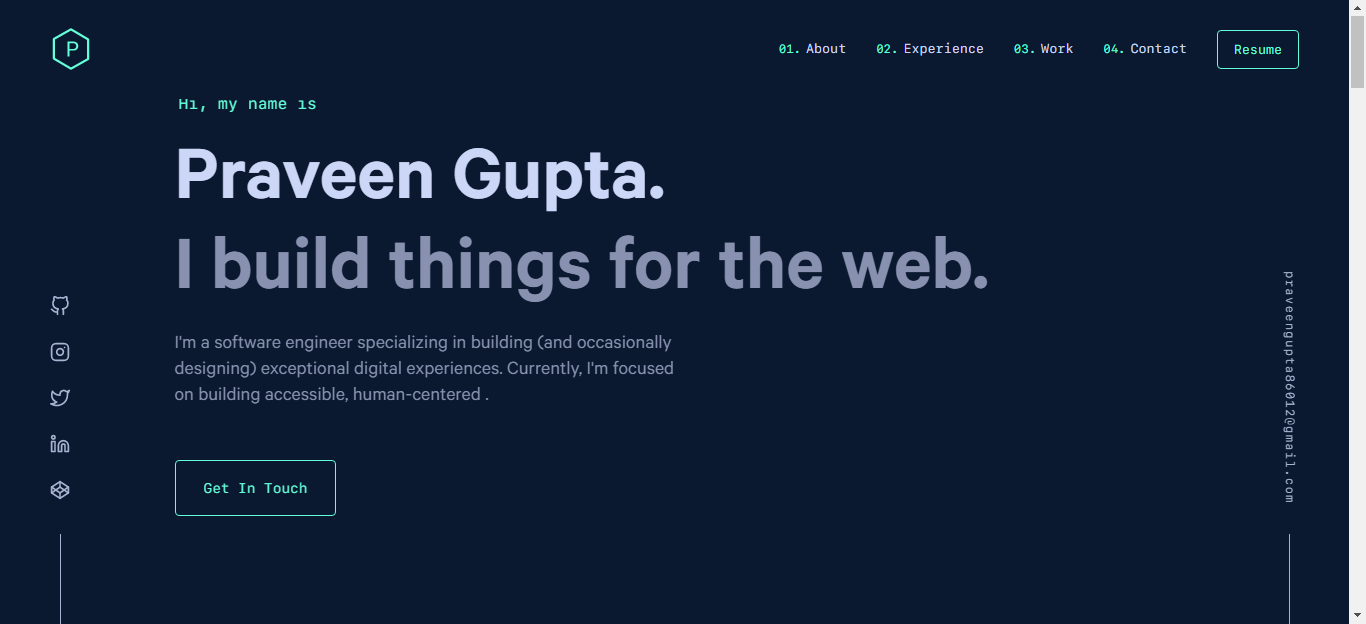 P
01. About 02. Experience 03. Work 04. Contact Resume
Hi, my name is
Praveen Gupta.
I build things for the web.
I'm a software engineer specializing in building (and occasionally
designing) exceptional digital experiences. Currently, I'm focused
on building accessible, human-centered .
Get In Touch
praveengupta86012@gmail.com